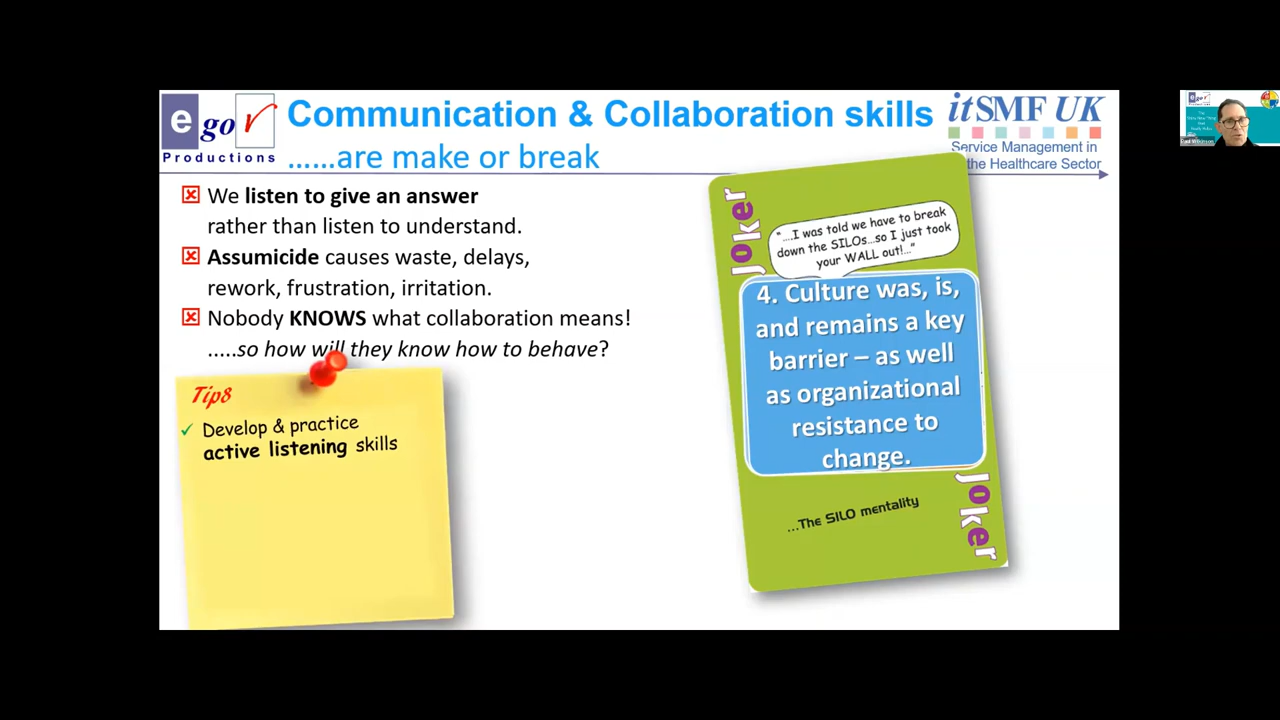 e go r
Productions
Communication & Collaboration skills
......are make or break
itSMF UK
Service Management in
the Healthcare Sector
We listen to give an answer
rather than listen to understand.
Assumicide causes waste, delays,
rework, frustration, irritation.
Nobody KNOWS what collaboration means!
.....so how will they know how to behave?
Tips
Develop & practice
active listening skills
Joker
"....I was told we have to break
down the SILOs...so I just took
your WALL out!..."
4. Culture was, is,
and remains a key
barrier – as well
as organizational
resistance to
change.
...The SILO mentality
Joker
Paul Wilkinson